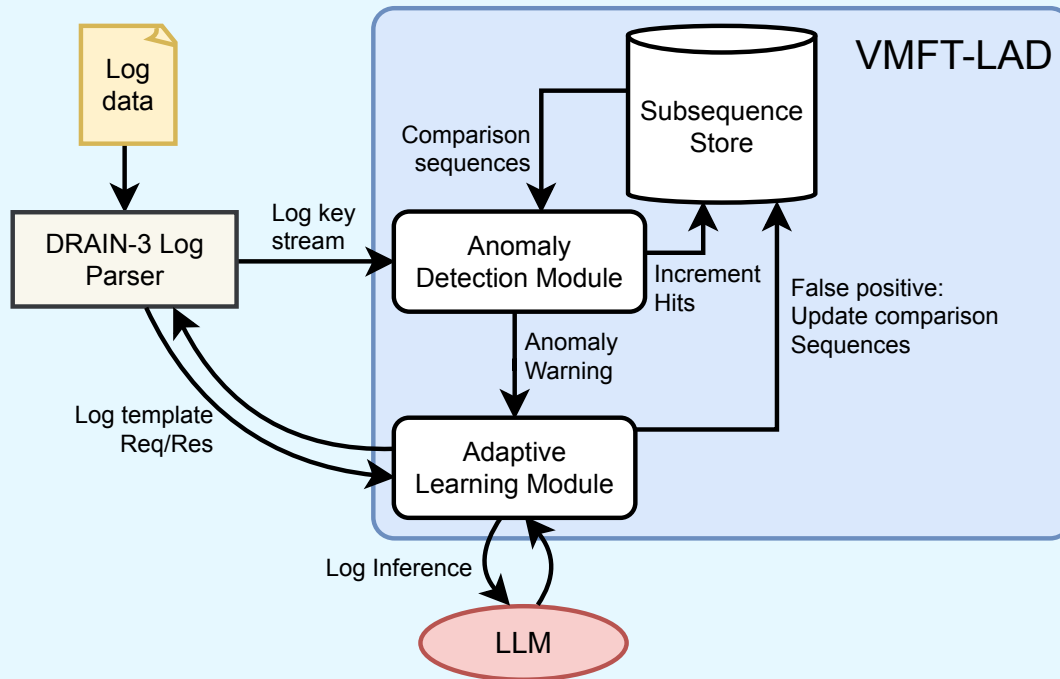 Log
data
VMFT-LAD
Subsequence
Store
Comparison
sequences
DRAIN-3 Log
Parser
Log key
stream
Anomaly
Detection Module
Increment
Hits
False positive:
Update comparison
Sequences
Anomaly
Warning
Log template
Req/Res
Adaptive
Learning Module
Log Inference
LLM